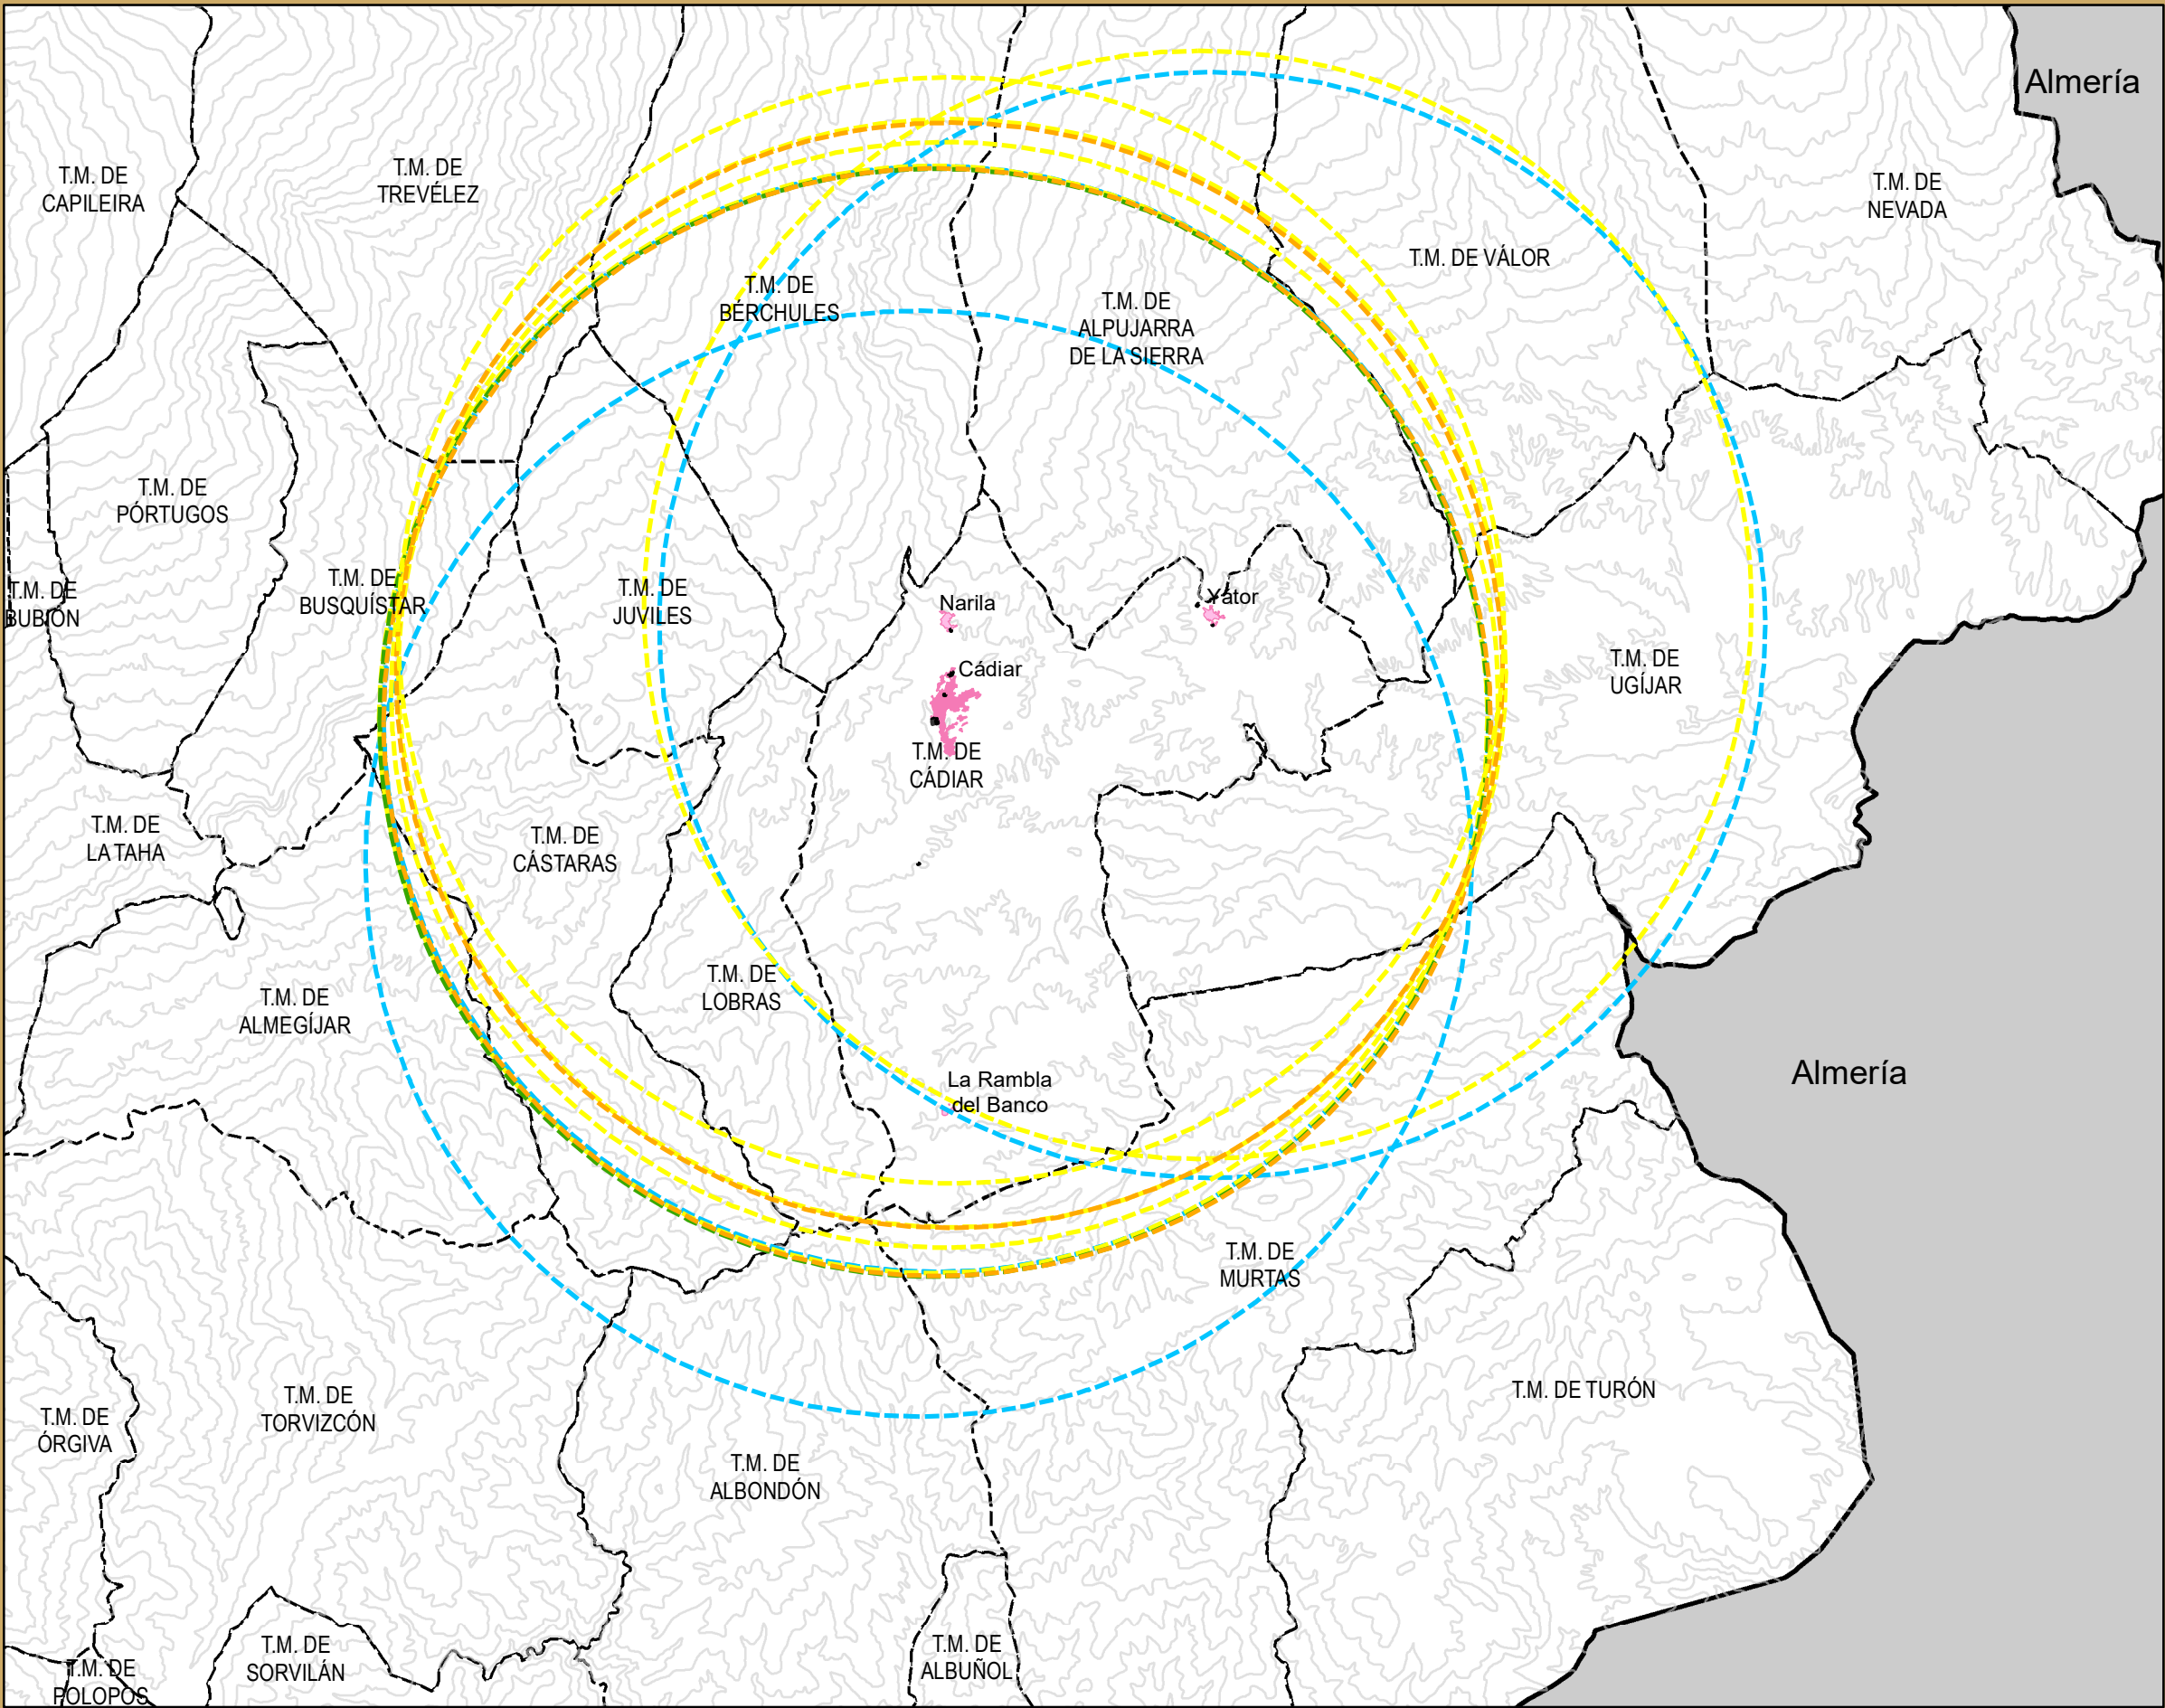 Almería
T.M. DE
CAPILEIRA
T.M. DE
TREVÉLEZ
T.M. DE
NEVADA
T.M. DE VÁLOR
T.M. DE
BÉRCHULES
T.M. DE
ALPUJARRA
DE LA SIERRA
T.M. DE
PÓRTUGOS
T.M. DE
BUBIÓN
T.M. DE
BUSQUÍSTAR
T.M. DE
JUVILES
Narila
Yátor
Cádiar
T.M. DE
UGÍJAR
T.M. DE
CÁDIAR
T.M. DE
LA TAHA
T.M. DE
CÁSTARAS
T.M. DE
LOBRAS
T.M. DE
ALMEGÍJAR
La Rambla
del Banco
Almería
T.M. DE
MURTAS
T.M. DE TURÓN
T.M. DE
ÓRGIVA
T.M. DE
TORVIZCÓN
T.M. DE
ALBONDÓN
T.M. DE
POLOPOS
T.M. DE
SORVILÁN
T.M. DE
ALBUÑOL